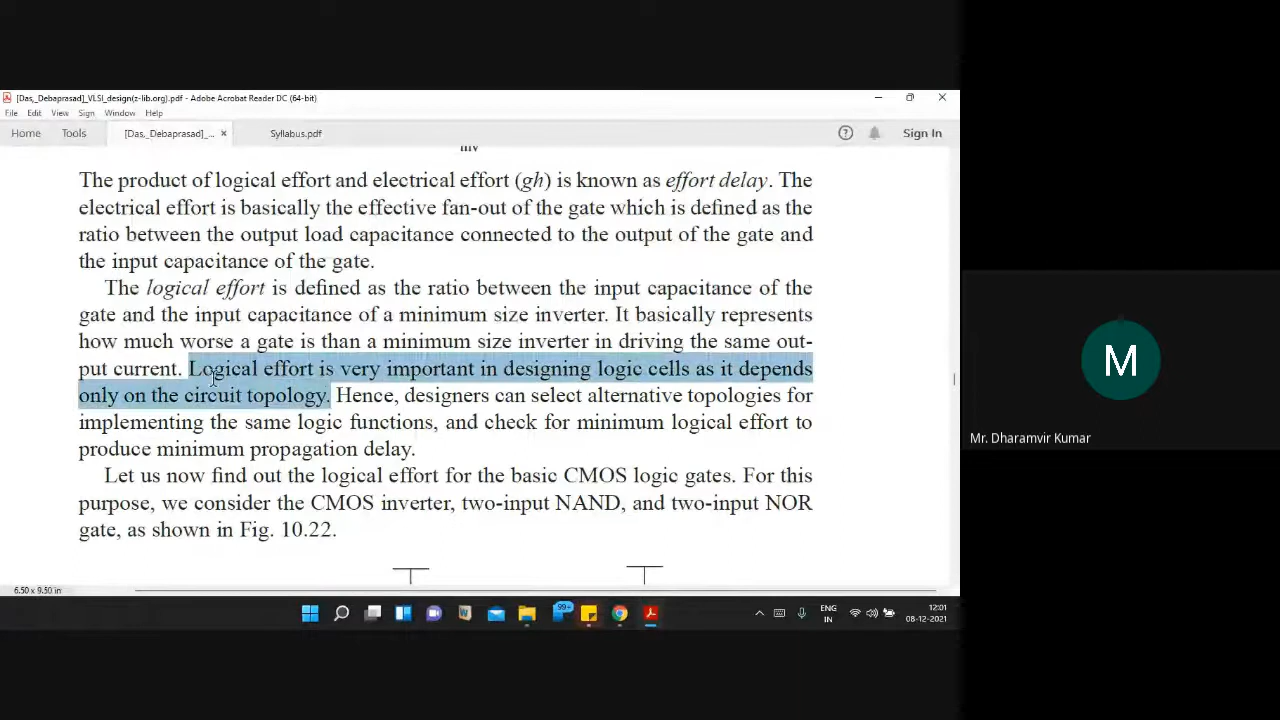 [Das,_Debaprasad]_VLSI_design(z-lib.org).pdf - Adobe Acrobat Reader DC (64-bit)
File Edit View Sign Window Help
Home Tools [Das,_Debaprasad]_... × Syllabus.pdf ? Sign In
inv
The product of logical effort and electrical effort (gh) is known as effort delay. The
electrical effort is basically the effective fan-out of the gate which is defined as the
ratio between the output load capacitance connected to the output of the gate and
the input capacitance of the gate.
The logical effort is defined as the ratio between the input capacitance of the
gate and the input capacitance of a minimum size inverter. It basically represents
how much worse a gate is than a minimum size inverter in driving the same out-
put current. Logical effort is very important in designing logic cells as it depends
only on the circuit topology. Hence, designers can select alternative topologies for
implementing the same logic functions, and check for minimum logical effort to
produce minimum propagation delay.
Let us now find out the logical effort for the basic CMOS logic gates. For this
purpose, we consider the CMOS inverter, two-input NAND, and two-input NOR
gate, as shown in Fig. 10.22.
6.50 x 9.50 in
99+
ENG
IN
12:01
08-12-2021
M
Mr. Dharamvir Kumar